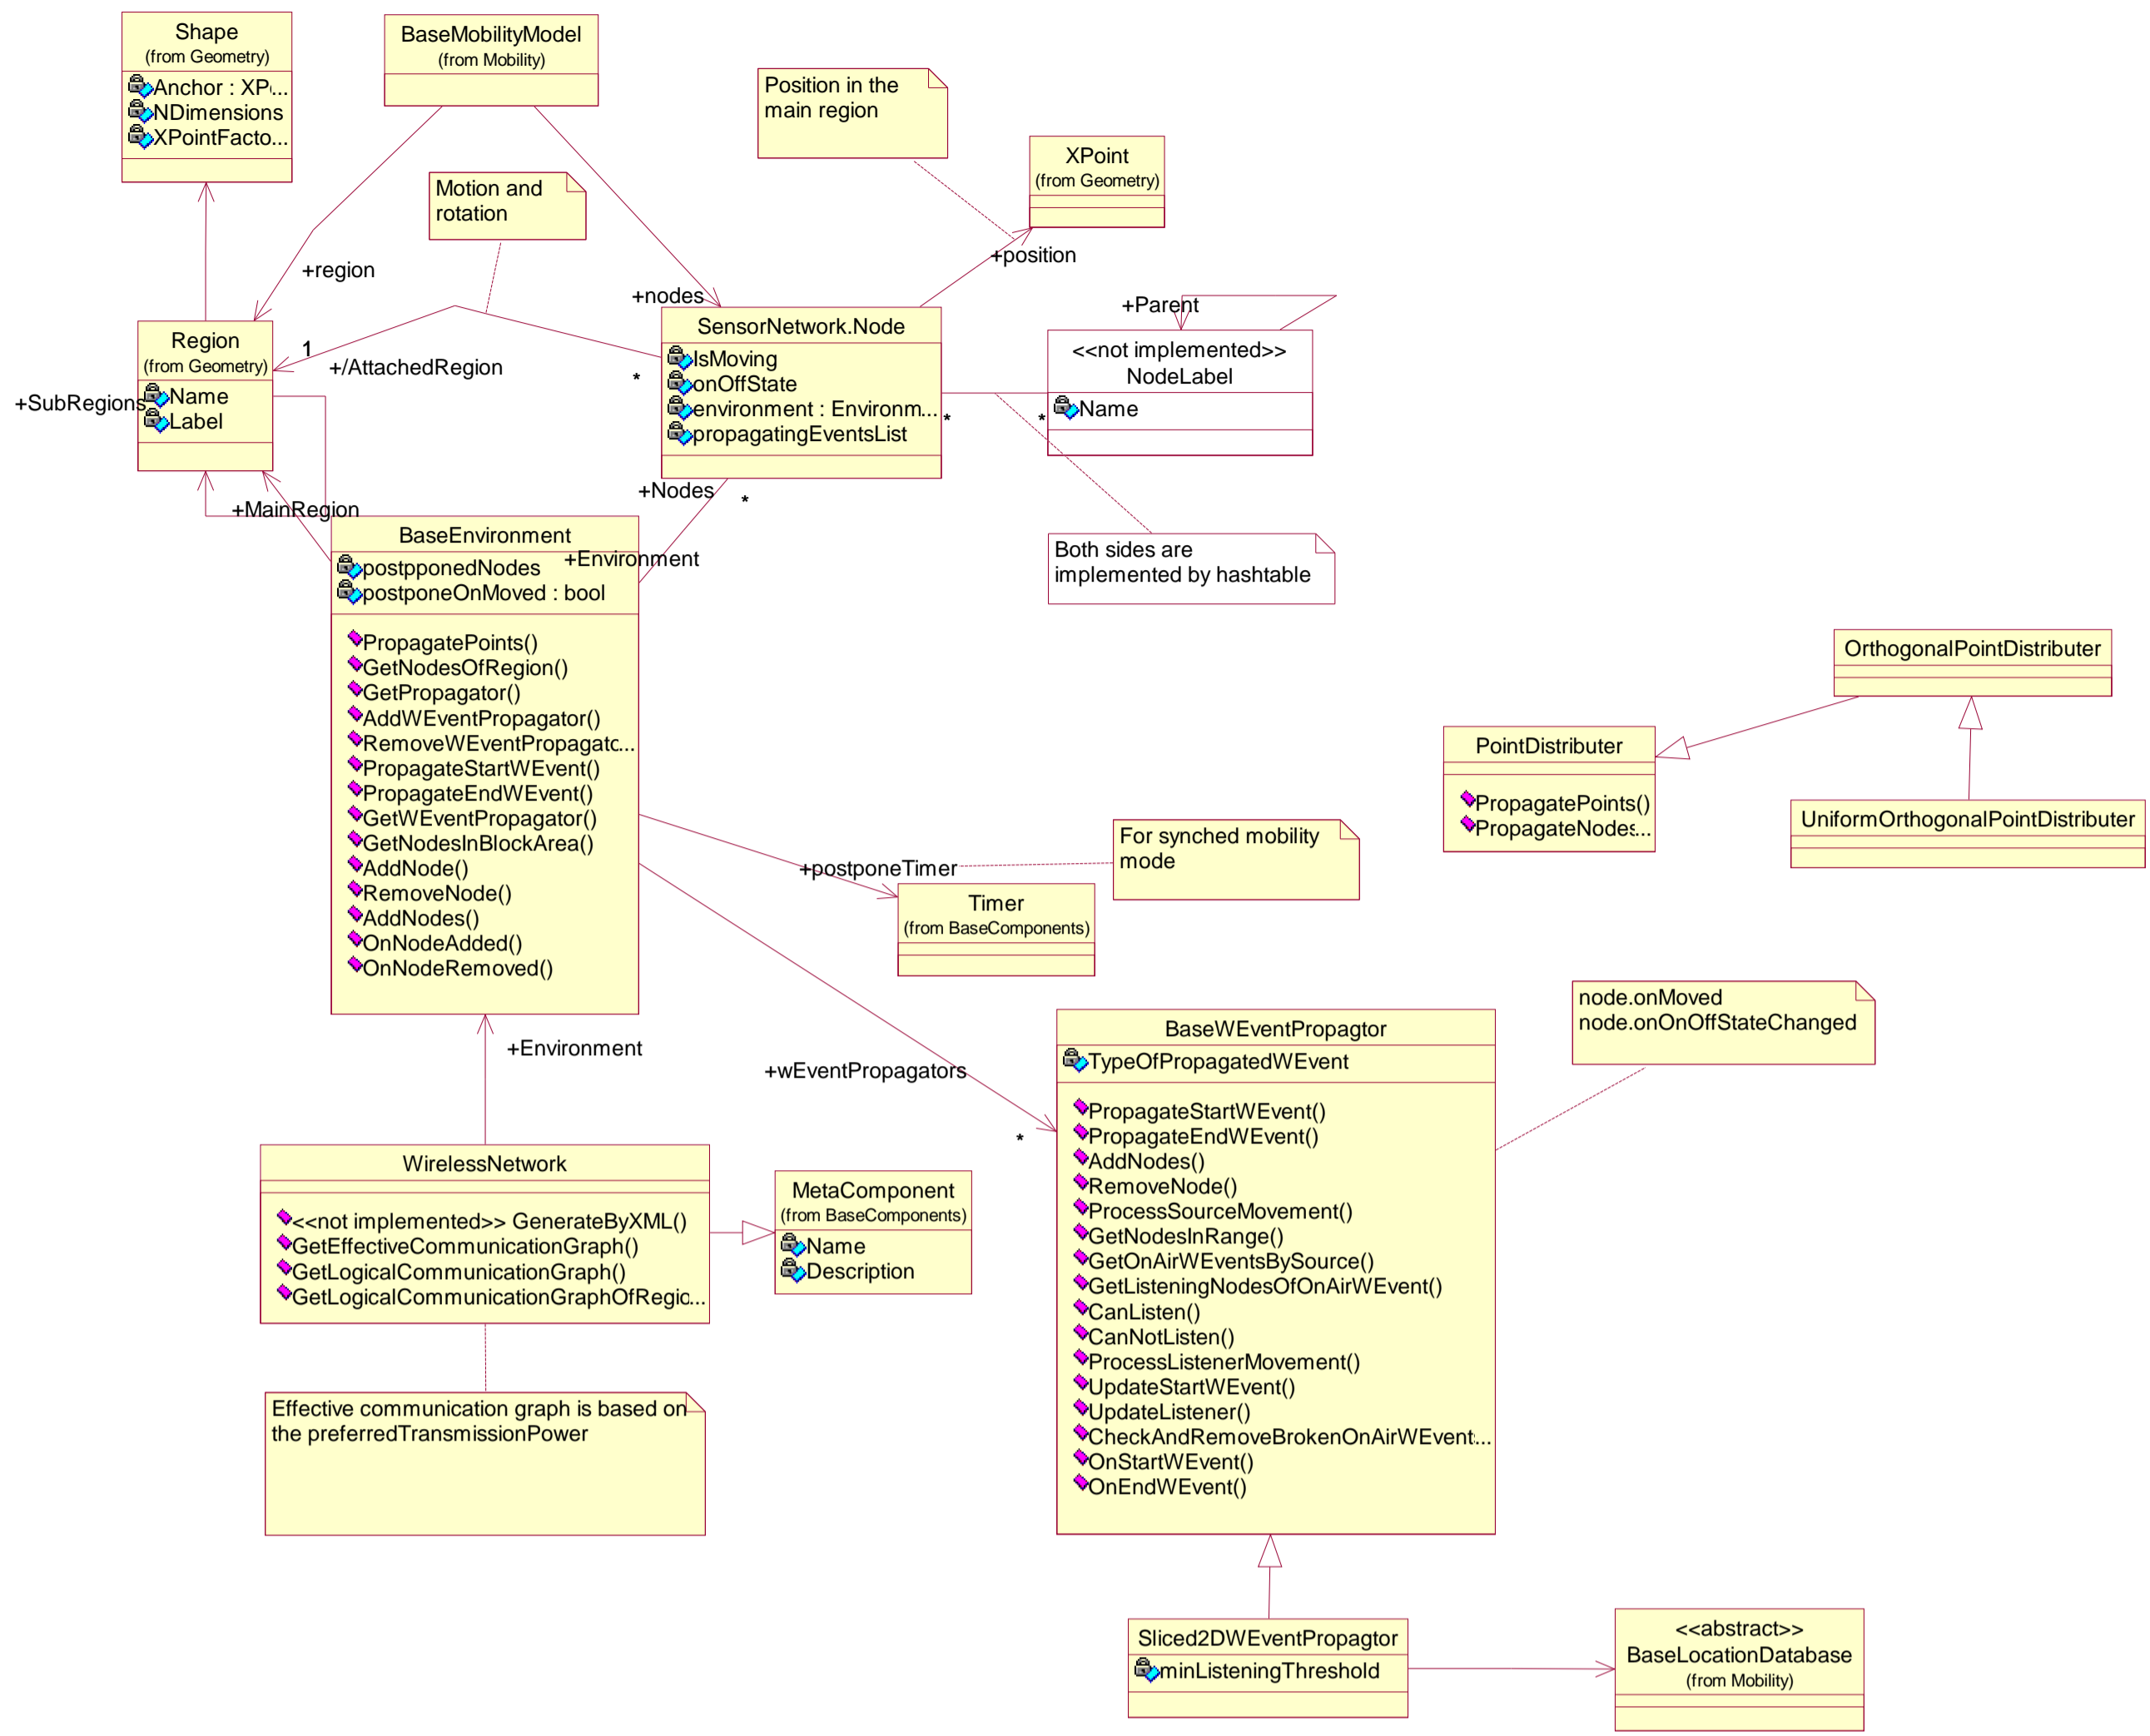 Shape
(from Geometry)
Anchor : XP...
NDimensions
XPointFacto...
BaseMobilityModel
(from Mobility)
Position in the
main region
XPoint
(from Geometry)
Motion and
rotation
+position
+region
+nodes
+Parent
Region
(from Geometry)
Name
Label
1
+/AttachedRegion
*
+SubRegions
SensorNetwork.Node
IsMoving
onOffState
environment : Environm...
propagatingEventsList
*
*
<<not implemented>>
NodeLabel
Name
+Nodes
*
+MainRegion
+Environment
Both sides are
implemented by hashtable
BaseEnvironment
postpponedNodes
postponeOnMoved : bool
PropagatePoints()
GetNodesOfRegion()
GetPropagator()
AddWEventPropagator()
RemoveWEventPropagatc...
PropagateStartWEvent()
PropagateEndWEvent()
GetWEventPropagator()
GetNodesInBlockArea()
AddNode()
RemoveNode()
AddNodes()
OnNodeAdded()
OnNodeRemoved()
OrthogonalPointDistributer
PointDistributer
PropagatePoints()
PropagateNodes...
UniformOrthogonalPointDistributer
For synched mobility
mode
+postponeTimer
Timer
(from BaseComponents)
node.onMoved
node.onOnOffStateChanged
+Environment
+wEventPropagators
*
BaseWEventPropagtor
TypeOfPropagatedWEvent
PropagateStartWEvent()
PropagateEndWEvent()
AddNodes()
RemoveNode()
ProcessSourceMovement()
GetNodesInRange()
GetOnAirWEventsBySource()
GetListeningNodesOfOnAirWEvent()
CanListen()
CanNotListen()
ProcessListenerMovement()
UpdateStartWEvent()
UpdateListener()
CheckAndRemoveBrokenOnAirWEvent...
OnStartWEvent()
OnEndWEvent()
WirelessNetwork
<<not implemented>> GenerateByXML()
GetEffectiveCommunicationGraph()
GetLogicalCommunicationGraph()
GetLogicalCommunicationGraphOfRegic...
MetaComponent
(from BaseComponents)
Name
Description
Effective communication graph is based on
the preferredTransmissionPower
Sliced2DWEventPropagtor
minListeningThreshold
<<abstract>>
BaseLocationDatabase
(from Mobility)